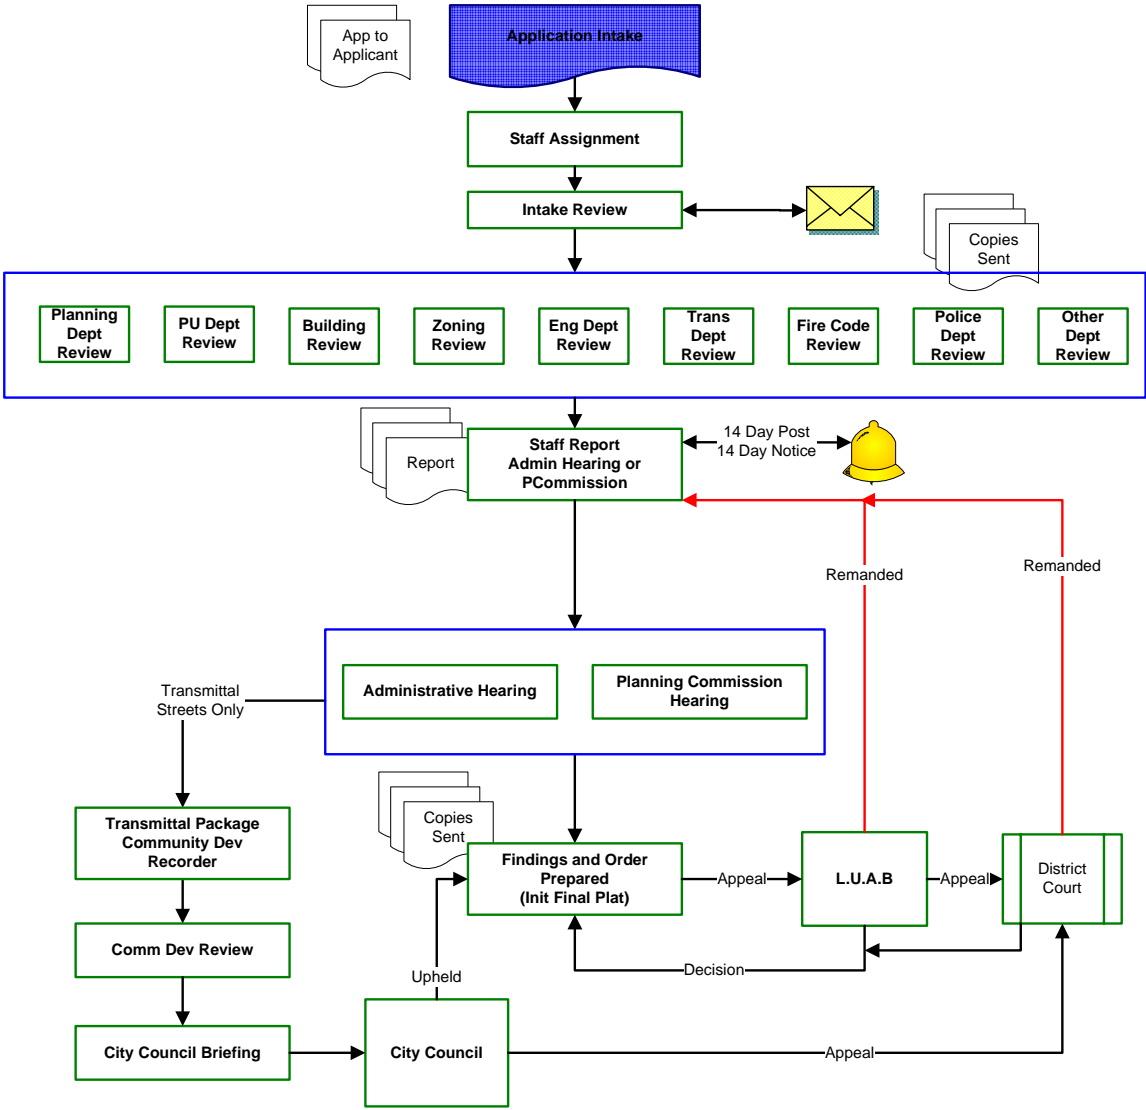 App to
Applicant
Application Intake
Staff Assignment
Intake Review
Copies
Sent
Planning
Dept
Review
PU Dept
Review
Building
Review
Zoning
Review
Eng Dept
Review
Trans
Dept
Review
Fire Code
Review
Police
Dept
Review
Other
Dept
Review
Report
Staff Report
Admin Hearing or
PCommission
14 Day Post
14 Day Notice
Remanded
Remanded
Administrative Hearing
Planning Commission
Hearing
Transmittal
Streets Only
Copies
Sent
Transmittal Package
Community Dev
Recorder
Findings and Order
Prepared
(Init Final Plat)
Appeal
L.U.A.B
Appeal
District
Court
Comm Dev Review
Upheld
Decision
City Council Briefing
City Council
Appeal